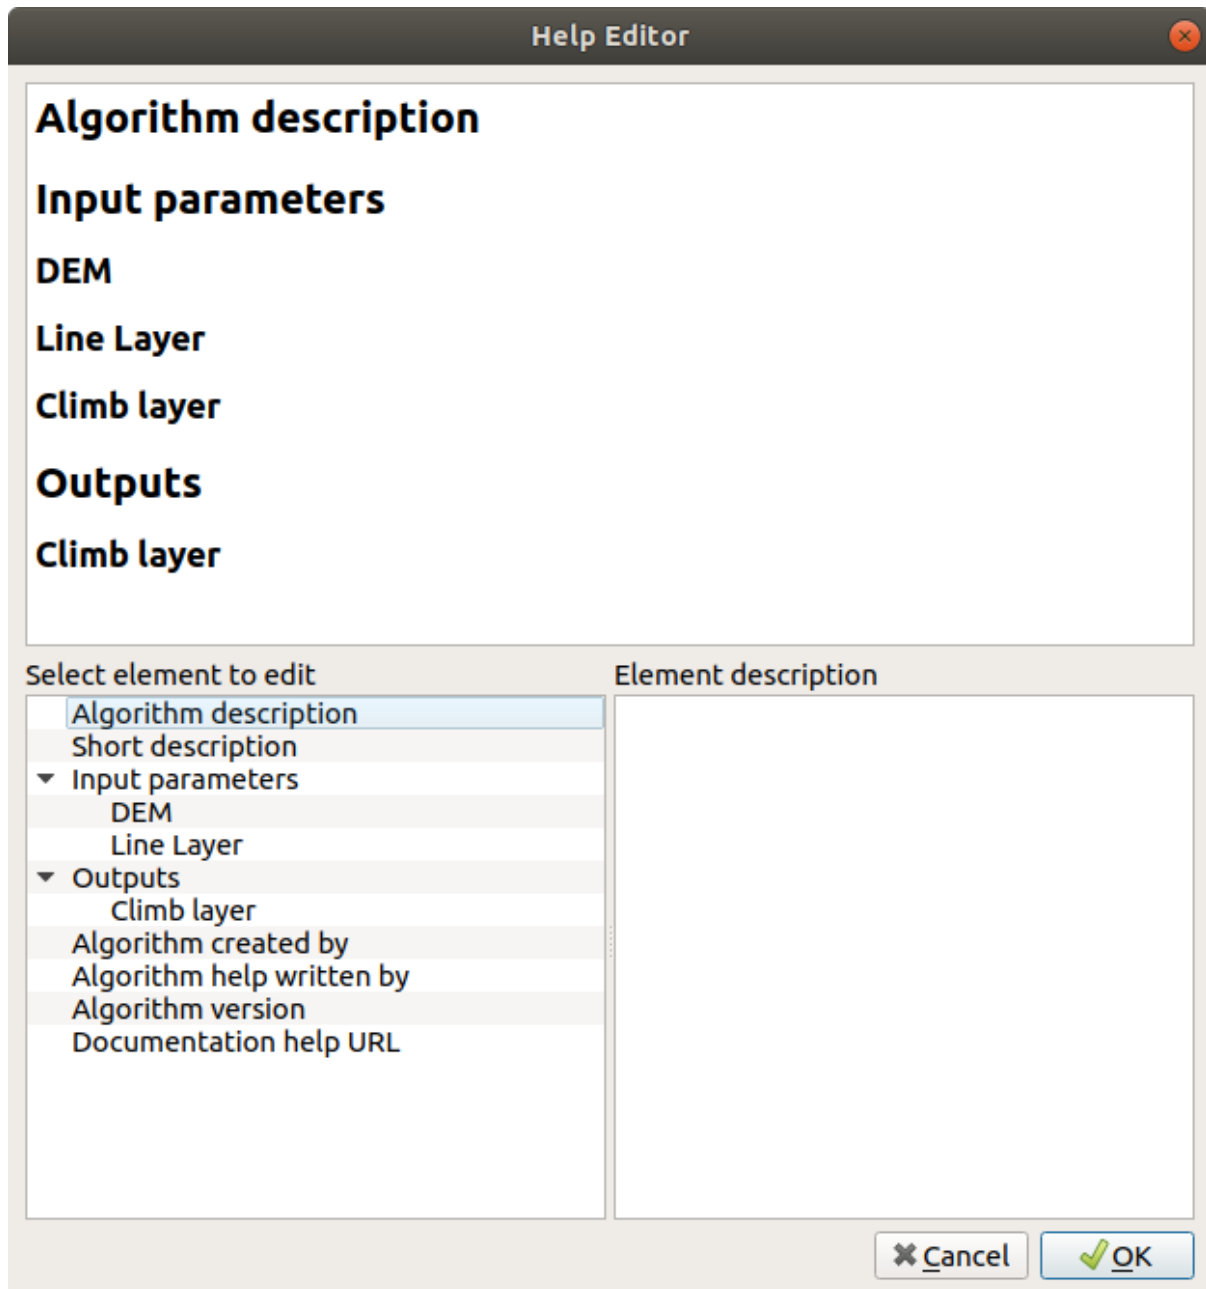 Help Editor
Algorithm description
Input parameters
DEM
Line Layer
Climb layer
Outputs
Climb layer
Select element to edit
Algorithm description
Short description
Input parameters
DEM
Line Layer
Outputs
Climb layer
Algorithm created by
Algorithm help written by
Algorithm version
Documentation help URL
Element description
Cancel
OK